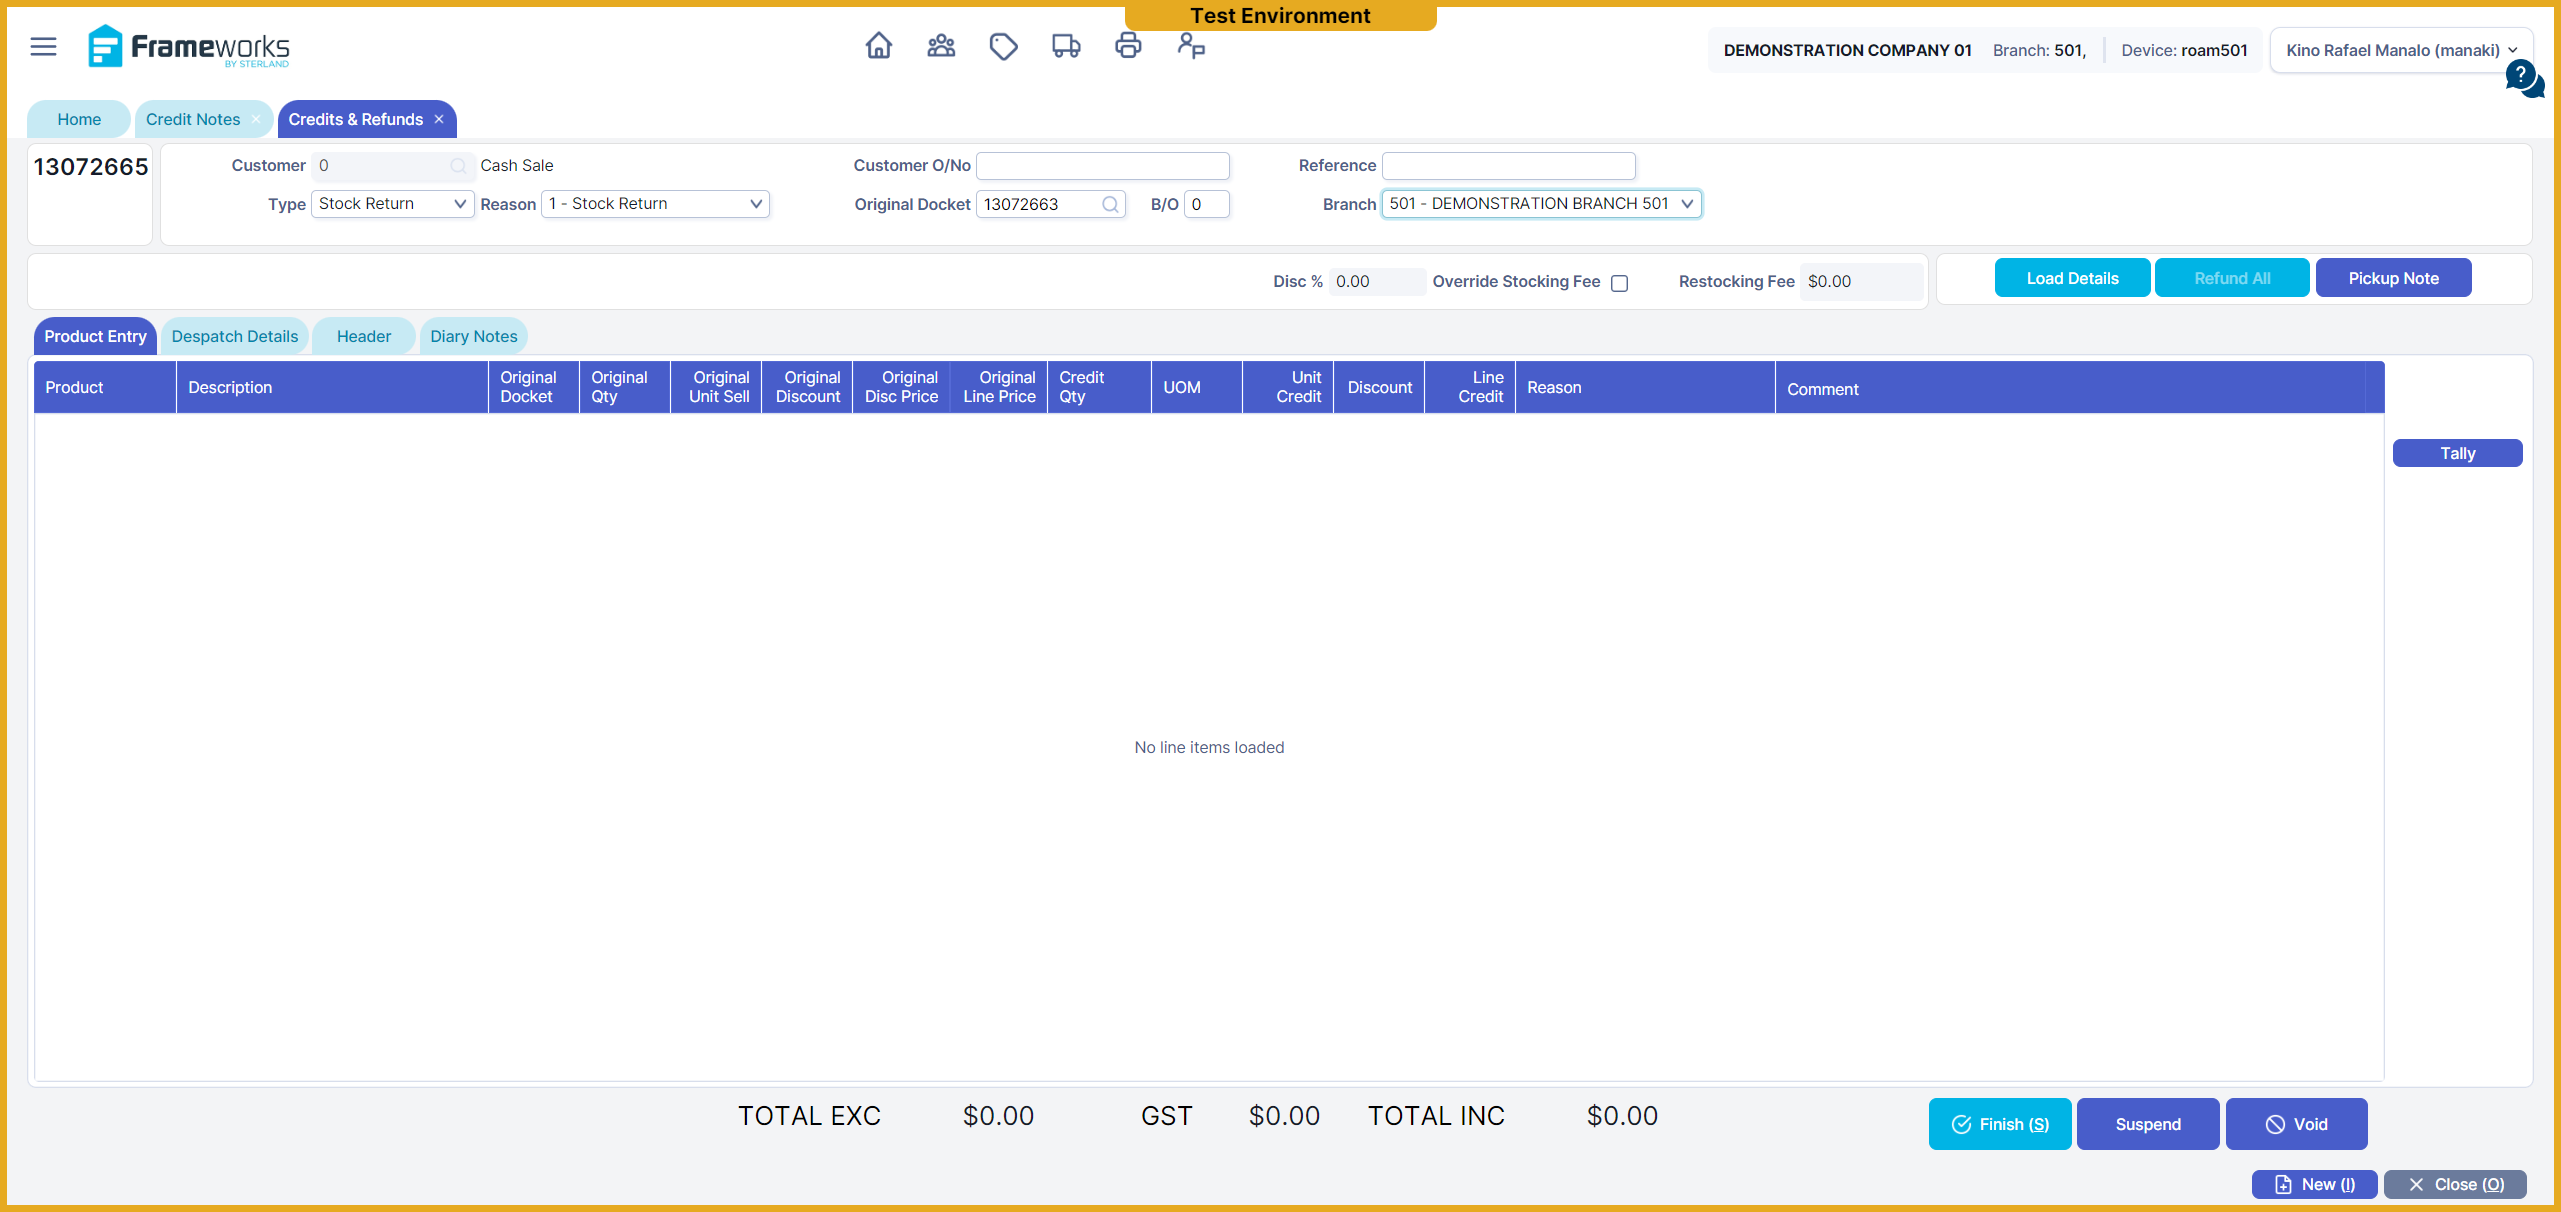 Test Environment
Frameworks
BY STERLAND
DEMONSTRATION COMPANY 01 Branch: 501, Device: roam501
Kino Rafael Manalo (manaki)
?
Home
Credit Notes
Credits & Refunds
13072665
Customer 0 Cash Sale
Customer O/No
Reference
Type Stock Return Reason 1 - Stock Return
Original Docket 13072663 B/O 0
Branch 501 - DEMONSTRATION BRANCH 501
Disc % 0.00 Override Stocking Fee Restocking Fee $0.00
Load Details Refund All Pickup Note
Product Entry Despatch Details Header Diary Notes
Product
Description
Original Docket
Original Qty
Original Unit Sell
Original Discount
Original Disc Price
Original Line Price
Credit Qty
UOM
Unit Credit
Discount
Line Credit
Reason
Comment
Tally
No line items loaded
TOTAL EXC $0.00 GST $0.00 TOTAL INC $0.00
Finish (S) Suspend Void
New (I) Close (O)